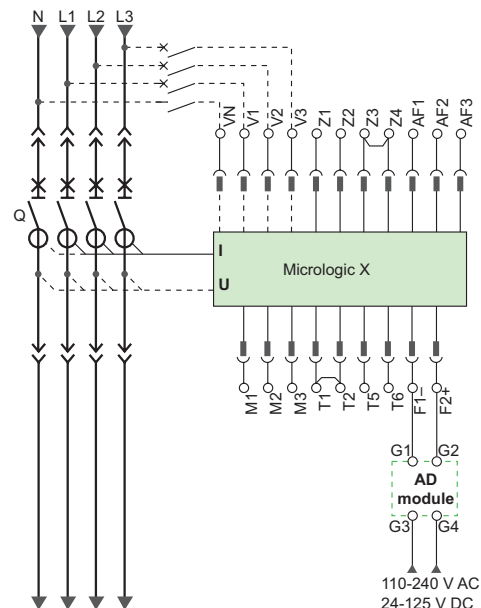 N L1 L2 L3
VN V1 V2 V3 Z1 Z2 Z3 Z4 AF1 AF2 AF3
Q
I
Micrologic X
U
M1 M2 M3 T1 T2 T5 T6 F1– F2+
G1 G2
AD
module
G3 G4
110-240 V AC
24-125 V DC